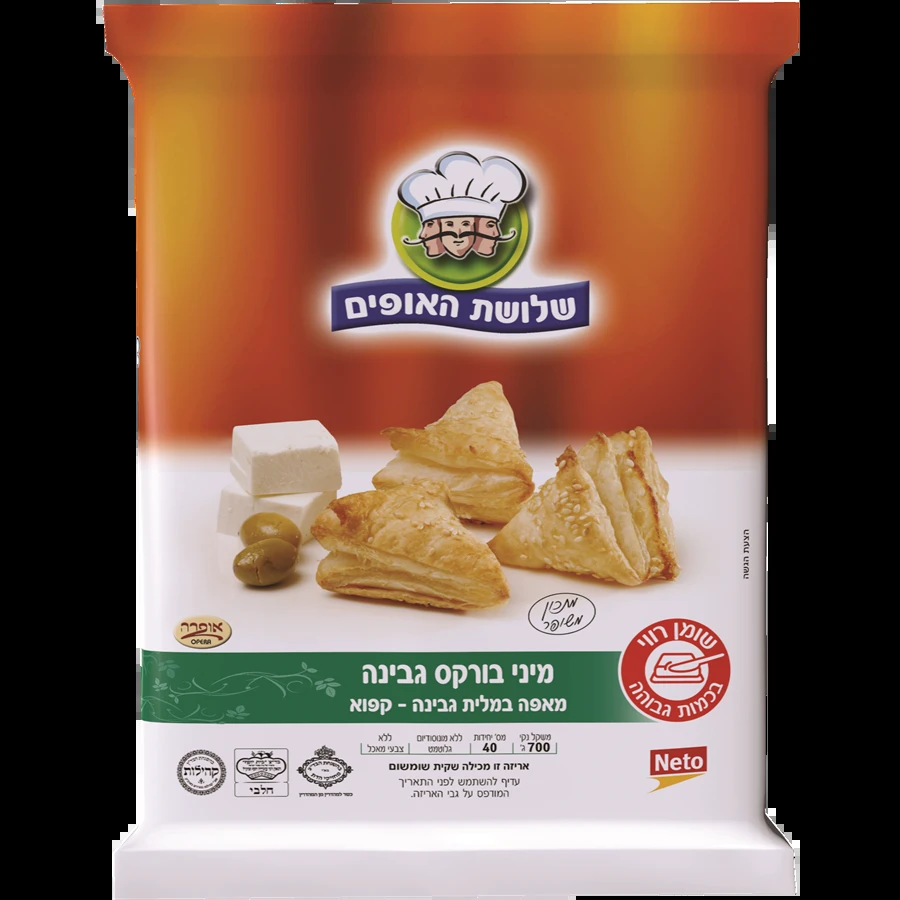 שלושת האופים
הצעת הגשה
מתכון
משופר
אופרה
OPERA
שומן רווי
בכמות גבוהה
מיני בורקס גבינה
מאפה במלית גבינה - קפוא
משקל נקי
700 ג'
מס' יחידות
40
ללא מונוסודיום
גלוטמט
ללא
צבעי מאכל
אריזה זו מכילה שקית שומשום
עדיף להשתמש לפני התאריך
המודפס על גבי האריזה.
Neto
קהילות
חלבי